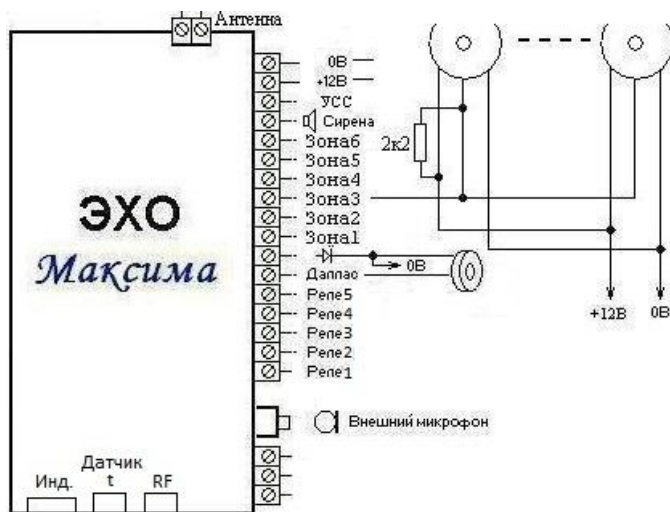 Антенна
0В
+12В
УСС
Сирена
Зона6
Зона5
Зона4
Зона3
Зона2
Зона1
Даллас
Реле5
Реле4
Реле3
Реле2
Реле1
0В
2к2
+12В
0В
ЭХО
Максима
Внешний микрофон
Датчик
Инд.
t
RF